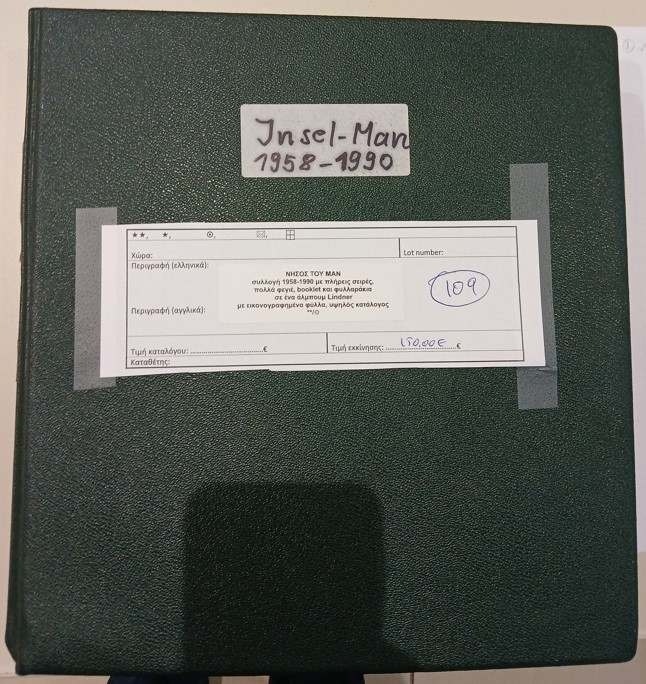 Insel-Man
1958-1990
★★, ★, ⊙, ✉, ⊞
Χώρα:
Lot number:
Περιγραφή (ελληνικά):
ΝΗΣΟΣ ΤΟΥ ΜΑΝ
συλλογή 1958-1990 με πλήρεις σειρές,
πολλά φεγιέ, booklet και φυλλαράκια
σε ένα άλμπουμ Lindner
με εικονογραφημένα φύλλα, υψηλός κατάλογος
**/Ο
109
Περιγραφή (αγγλικά):
Τιμή καταλόγου: ..............................€
Τιμή εκκίνησης: 150,00€ €
Καταθέτης: